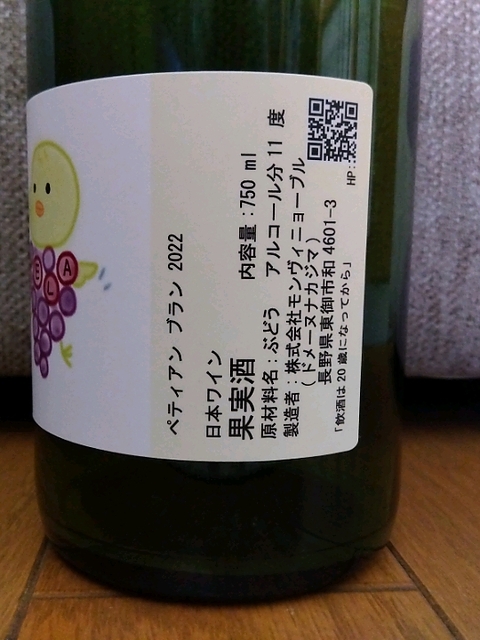 ペティアン ブラン 2022
日本ワイン
果実酒 内容量:750 ml
原材料名:ぶどう アルコール分 11 度
製造者:株式会社モンヴィニョーブル
(ドメーヌナカジマ)
長野県東御市和 4601-3
「飲酒は 20 歳になってから」
HP:
E
L A